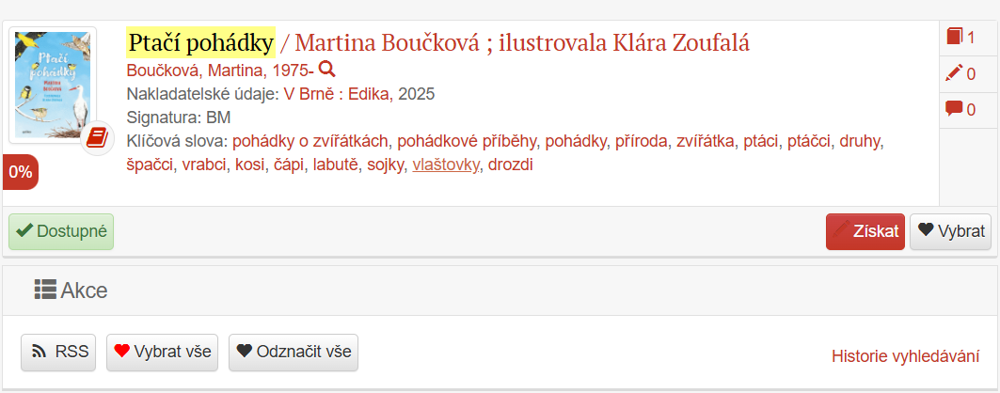 Ptačí pohádky
Martina Boučková
Ptačí pohádky / Martina Boučková ; ilustrovala Klára Zoufalá
1
Boučková, Martina, 1975-
0
Nakladatelské údaje: V Brně : Edika, 2025
0
Signatura: BM
Klíčová slova: pohádky o zvířátkách, pohádkové příběhy, pohádky, příroda, zvířátka, ptáci, ptáčci, druhy,
špačci, vrabci, kosi, čápi, labutě, sojky, vlaštovky, drozdi
0%
Dostupné
Získat
Vybrat
Akce
RSS
Vybrat vše
Odznačit vše
Historie vyhledávání